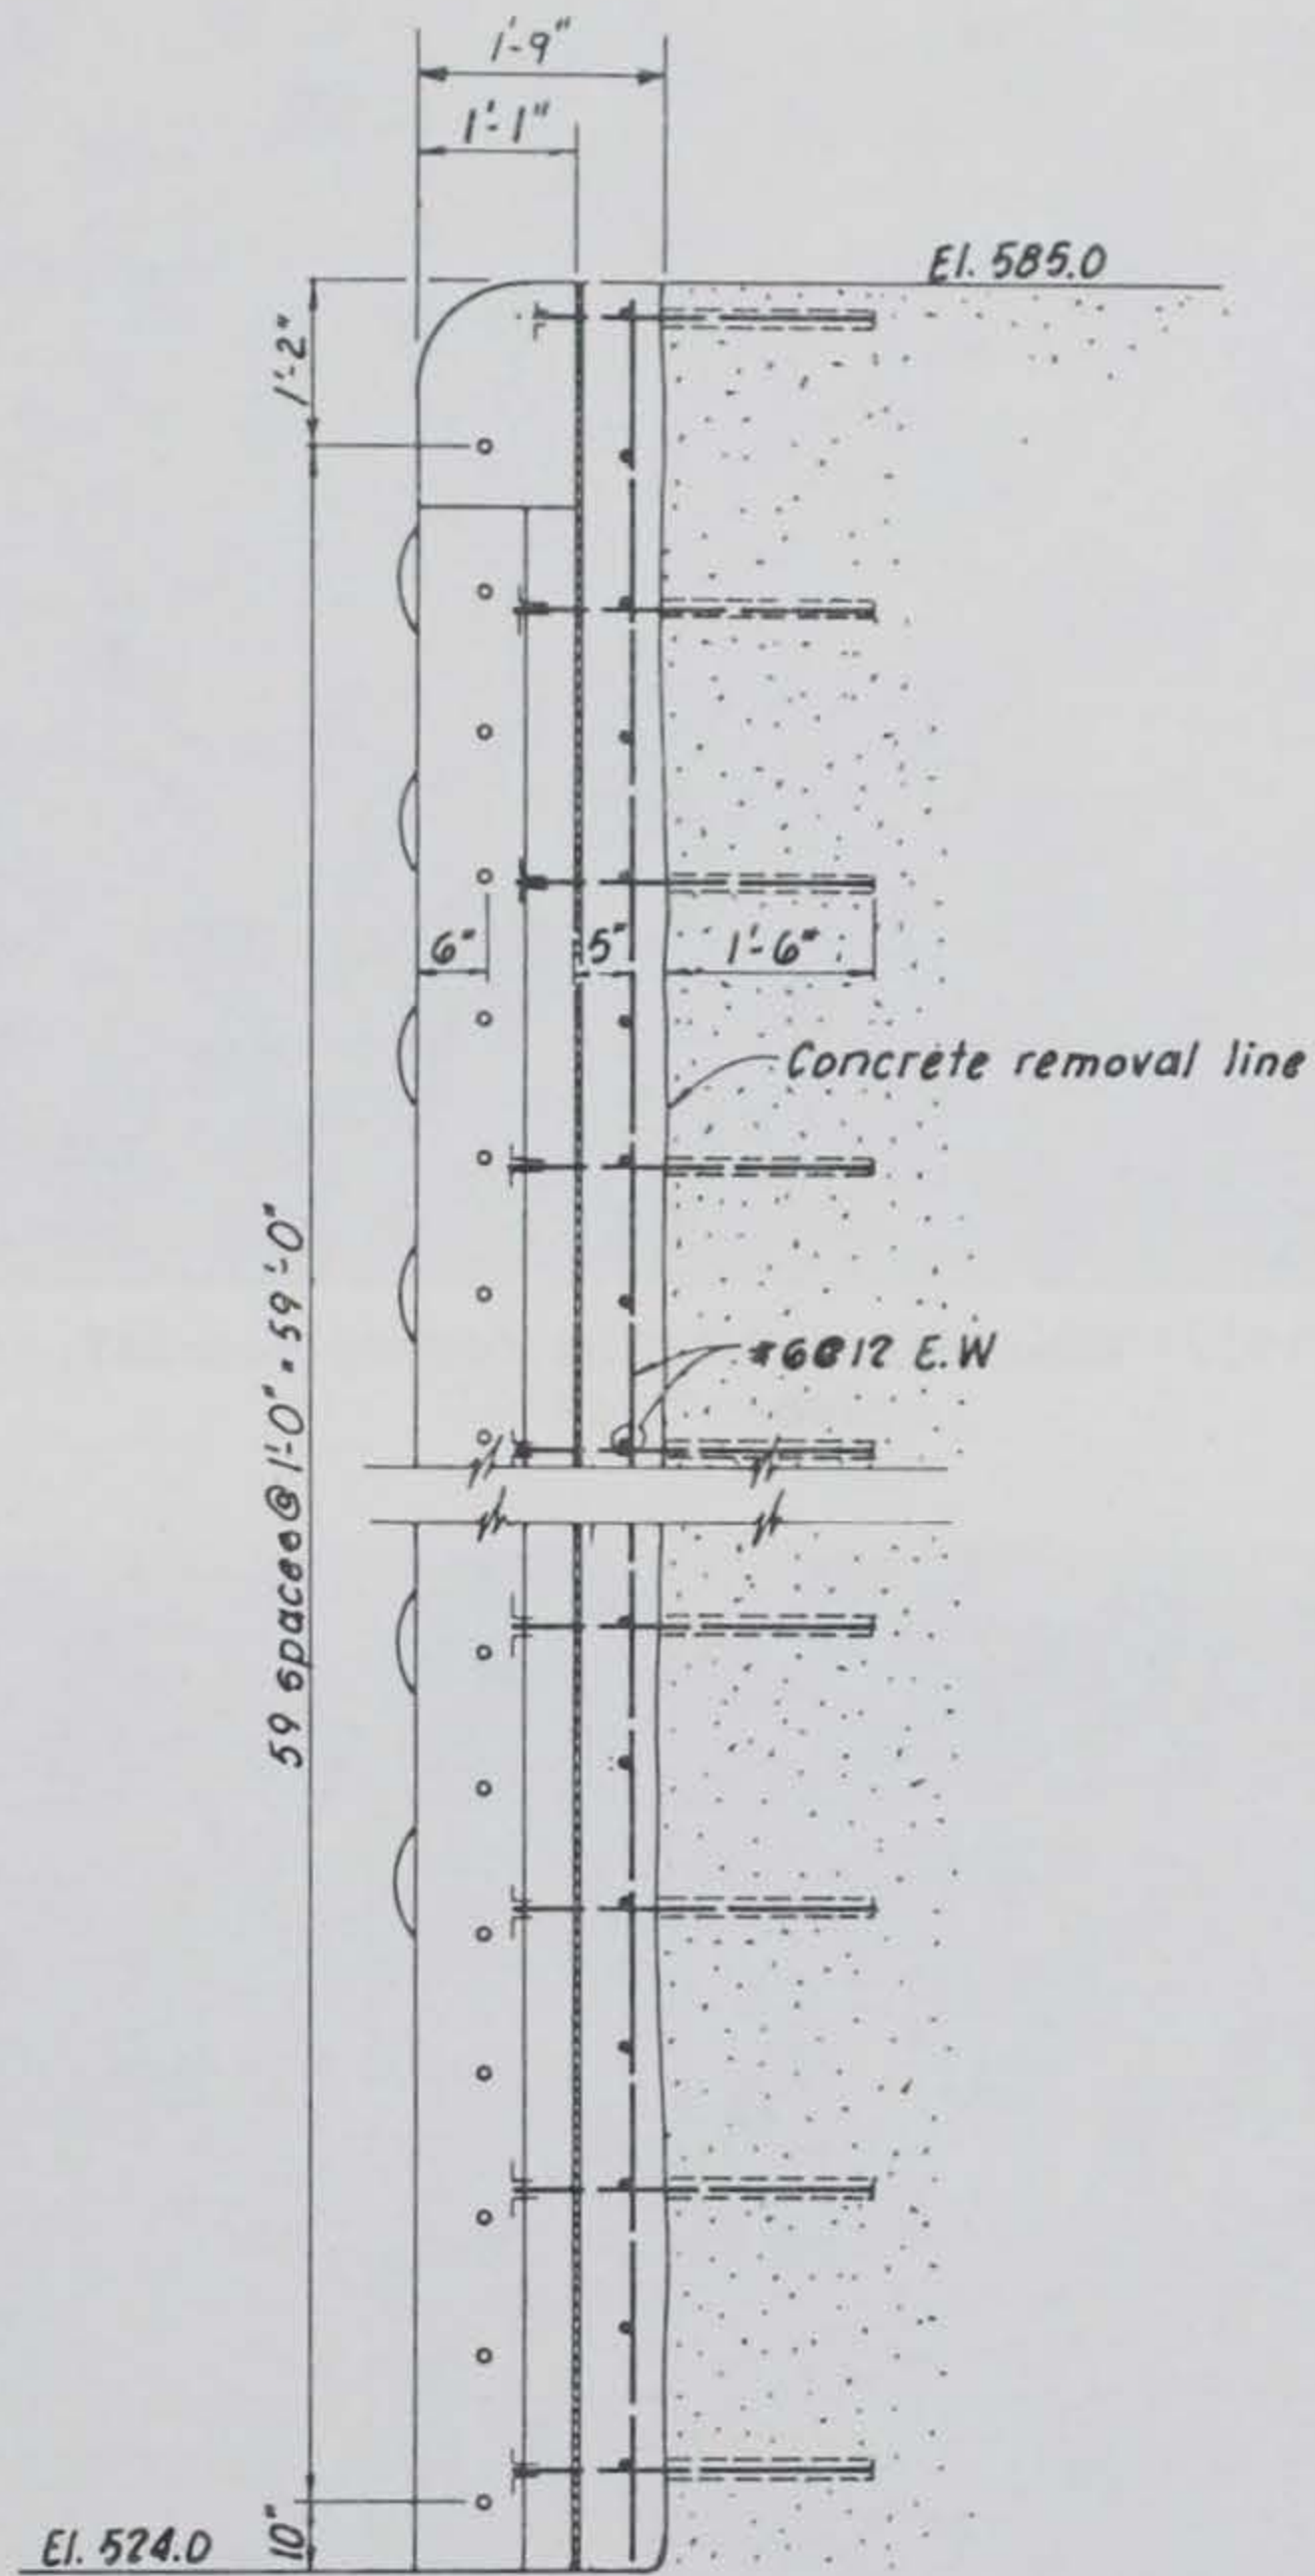 1'-9"
1'-1"
El. 585.0
1'-2"
6"
5"
1'-6"
Concrete removal line
59 spaces @ 1'-0" = 59'-0"
#6@12 E.W
10"
El. 524.0